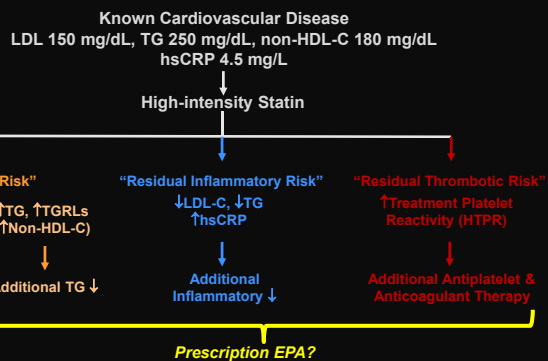 Known Cardiovascular Disease
LDL 150 mg/dL, TG 250 mg/dL, non-HDL-C 180 mg/dL
hsCRP 4.5 mg/L
High-intensity Statin
Risk”
“Residual Inflammatory Risk”
“Residual Thrombotic Risk”
↑TG, ↑TGRLs
↑Non-HDL-C)
↓LDL-C, ↓TG
↑hsCRP
↑Treatment Platelet
Reactivity (HTPR)
Additional TG ↓
Additional
Inflammatory ↓
Additional Antiplatelet &
Anticoagulant Therapy
Prescription EPA?